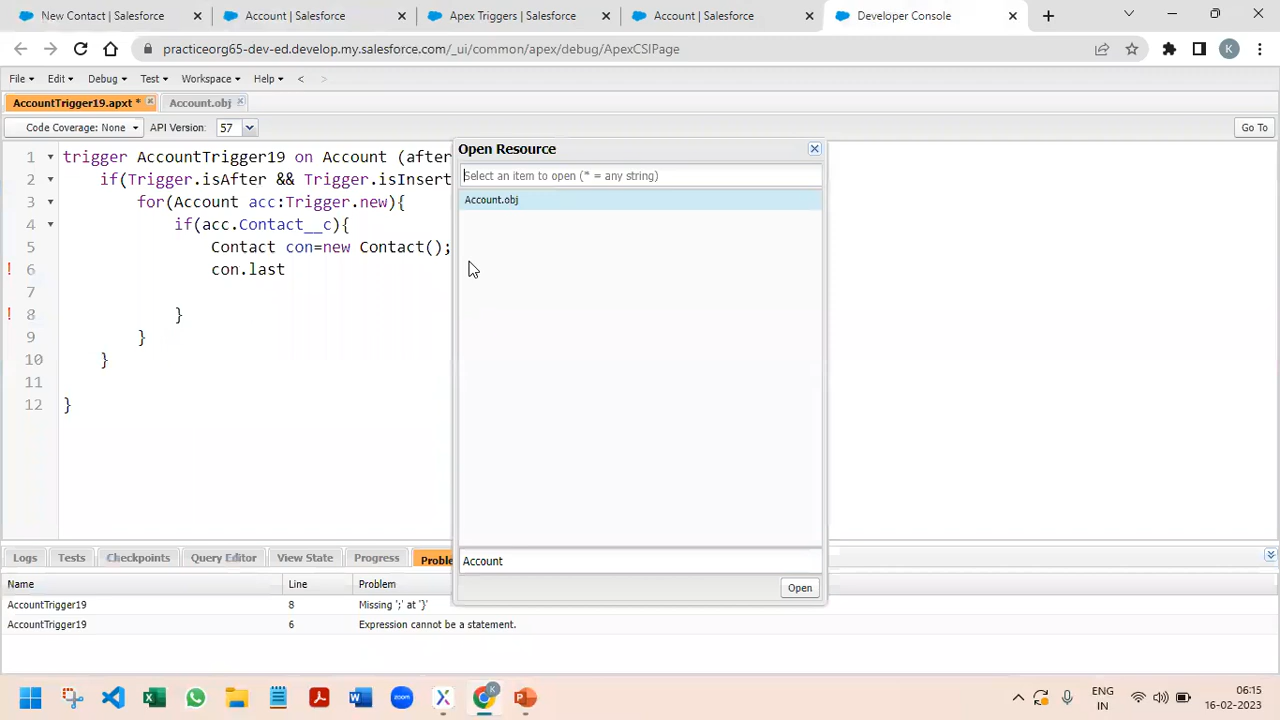 New Contact | Salesforce
Account | Salesforce
Apex Triggers | Salesforce
Account | Salesforce
Developer Console
practiceorg65-dev-ed.develop.my.salesforce.com/_ui/common/apex/debug/ApexCSIPage
K
File Edit Debug Test Workspace Help < >
AccountTrigger19.apxt * Account.obj
Code Coverage: None API Version: 57 Go To
Open Resource
Select an item to open (* = any string)
Account.obj
1 trigger AccountTrigger19 on Account (after
2 if(Trigger.isAfter && Trigger.isInsert
3 for(Account acc:Trigger.new){
4 if(acc.Contact__c){
5 Contact con=new Contact();
! 6 con.last
7
! 8 }
9 }
10 }
11
12 }
Account
Open
Logs Tests Checkpoints Query Editor View State Progress Proble
Name Line Problem
AccountTrigger19 8 Missing ';' at '}'
AccountTrigger19 6 Expression cannot be a statement.
ENG
IN
06:15
16-02-2023